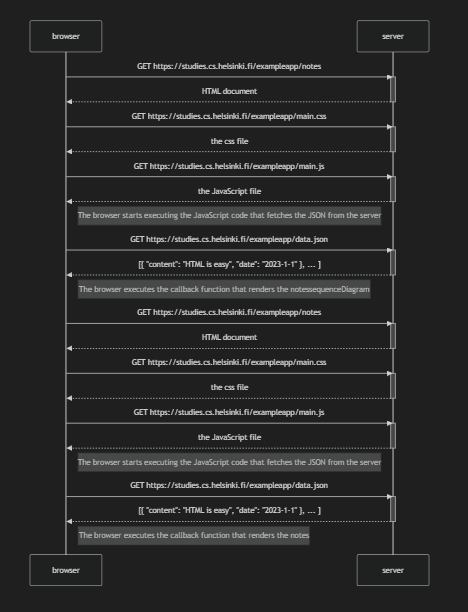 browser server
GET https://studies.cs.helsinki.fi/exampleapp/notes
HTML document
GET https://studies.cs.helsinki.fi/exampleapp/main.css
the css file
GET https://studies.cs.helsinki.fi/exampleapp/main.js
the JavaScript file
The browser starts executing the JavaScript code that fetches the JSON from the server
GET https://studies.cs.helsinki.fi/exampleapp/data.json
[{ "content": "HTML is easy", "date": "2023-1-1" }, ... ]
The browser executes the callback function that renders the notessequenceDiagram
GET https://studies.cs.helsinki.fi/exampleapp/notes
HTML document
GET https://studies.cs.helsinki.fi/exampleapp/main.css
the css file
GET https://studies.cs.helsinki.fi/exampleapp/main.js
the JavaScript file
The browser starts executing the JavaScript code that fetches the JSON from the server
GET https://studies.cs.helsinki.fi/exampleapp/data.json
[{ "content": "HTML is easy", "date": "2023-1-1" }, ... ]
The browser executes the callback function that renders the notes
browser server